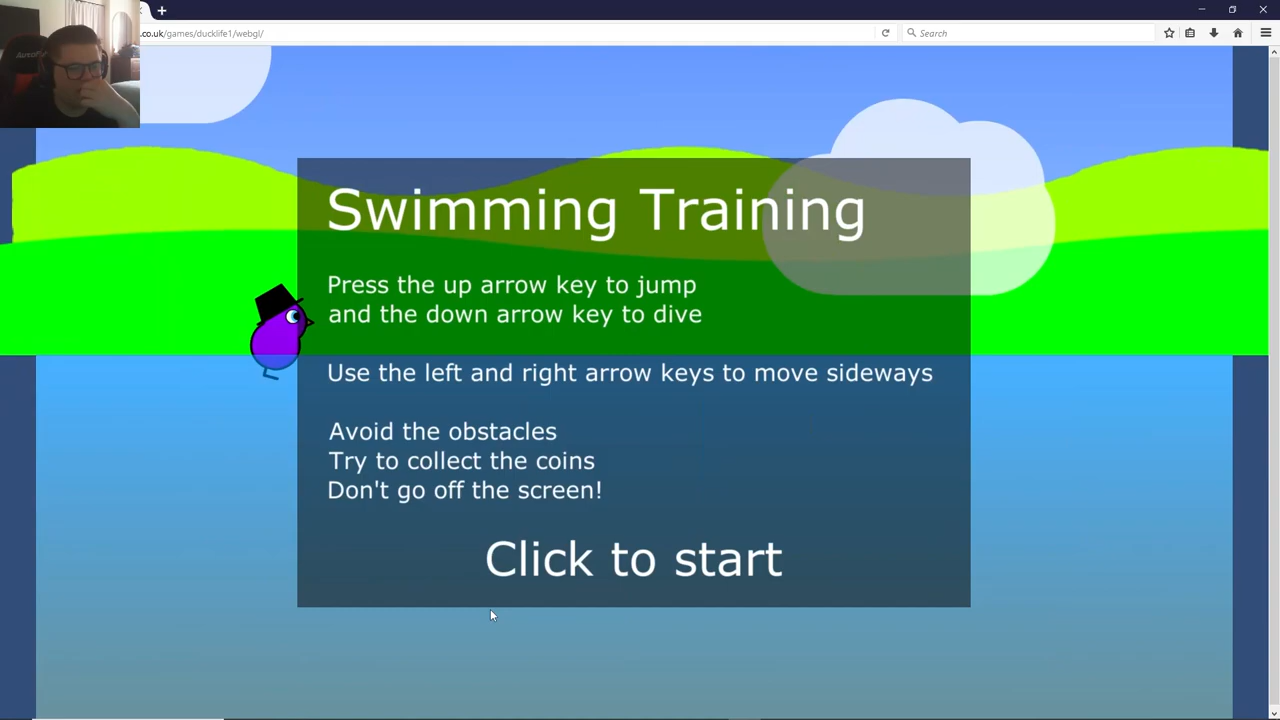 .co.uk/games/ducklife1/webgl/
Search
Swimming Training
Press the up arrow key to jump
and the down arrow key to dive
Use the left and right arrow keys to move sideways
Avoid the obstacles
Try to collect the coins
Don't go off the screen!
Click to start